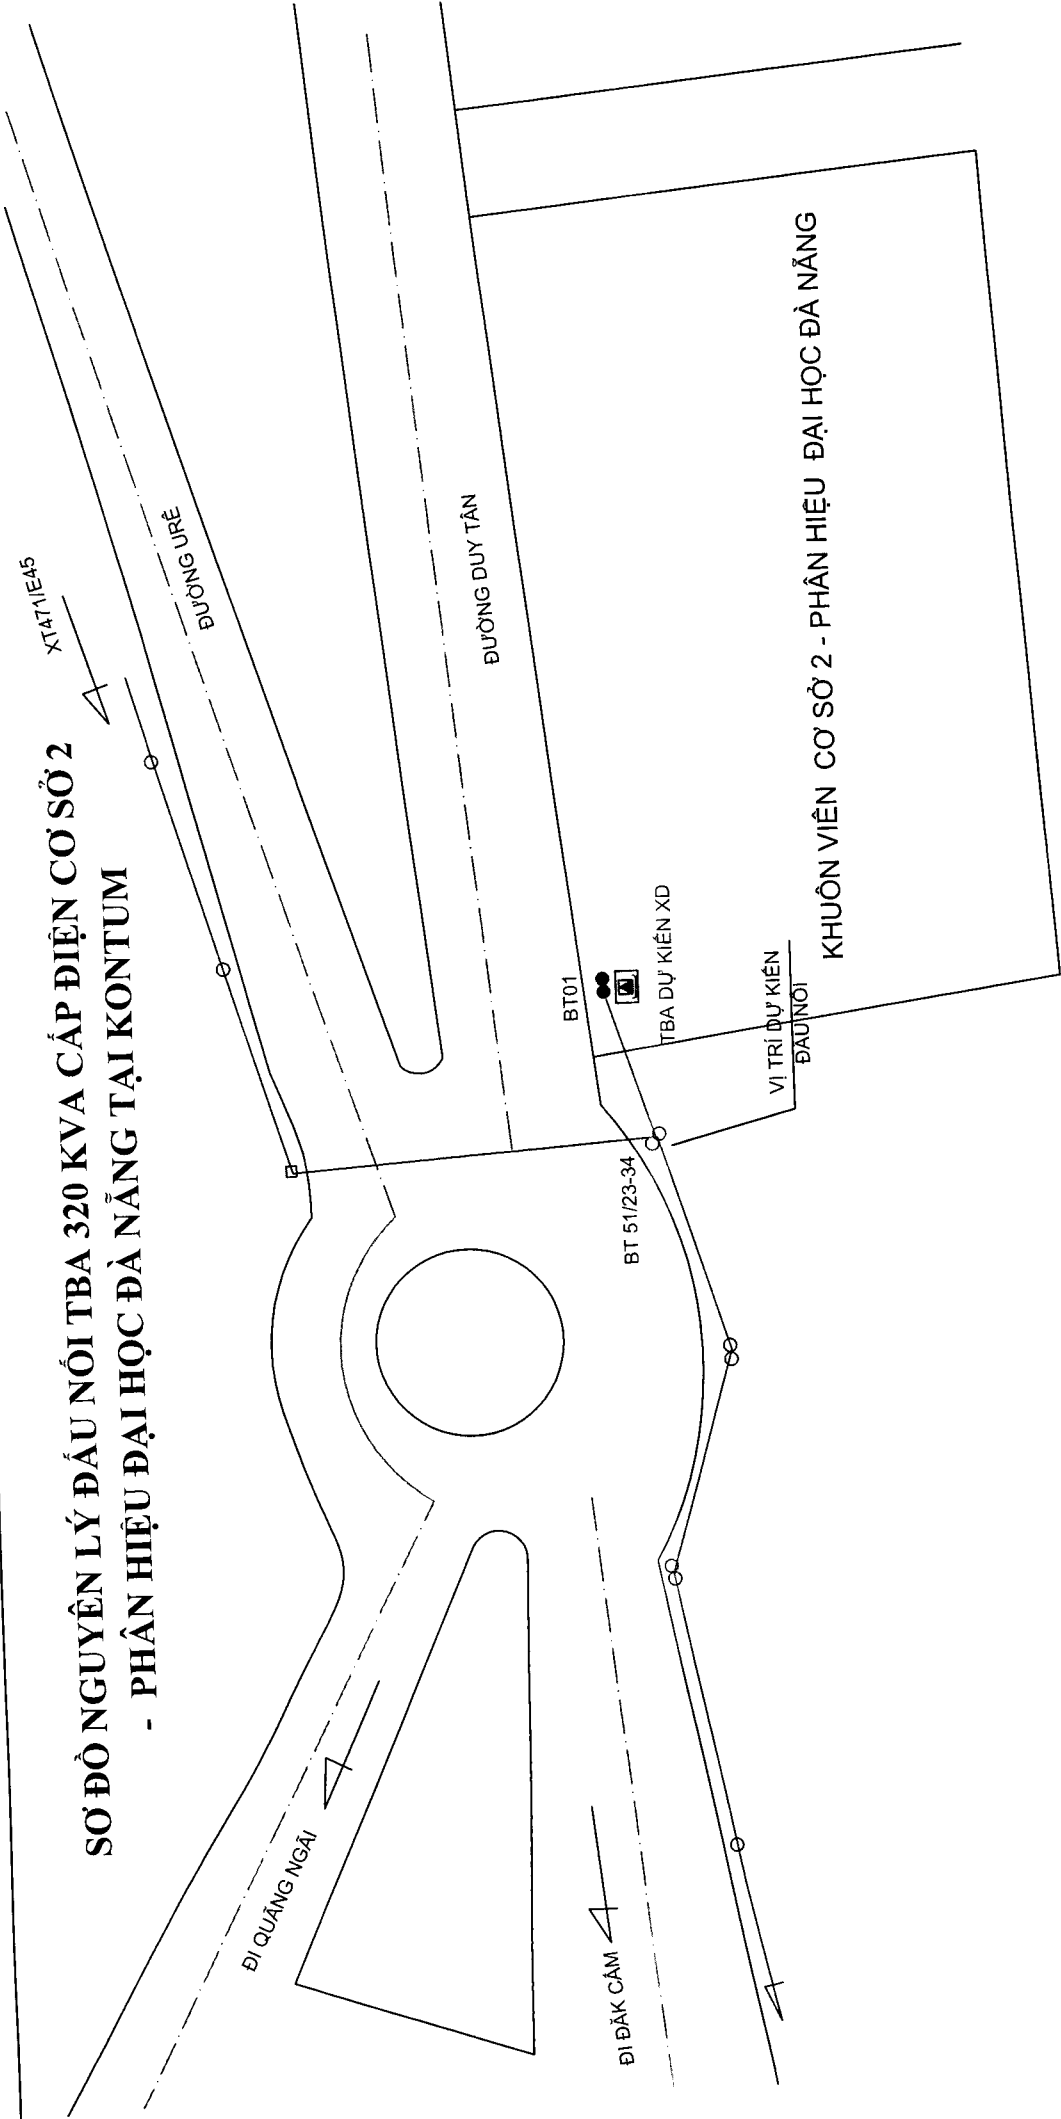 SƠ ĐỒ NGUYÊN LÝ ĐẤU NỐI TBA 320 KVA CẤP ĐIỆN CƠ SỞ 2
- PHÂN HIỆU ĐẠI HỌC ĐÀ NẴNG TẠI KONTUM
XT471/E45
ĐƯỜNG URÊ
ĐƯỜNG DUY TÂN
ĐI QUÃNG NGÃI
ĐI ĐĂK CẤM
BT 51/23-34
BT01
TBA DỰ KIẾN XD
VỊ TRÍ DỰ KIẾN
ĐẤU NỐI
KHUÔN VIÊN CƠ SỞ 2 - PHÂN HIỆU ĐẠI HỌC ĐÀ NẴNG